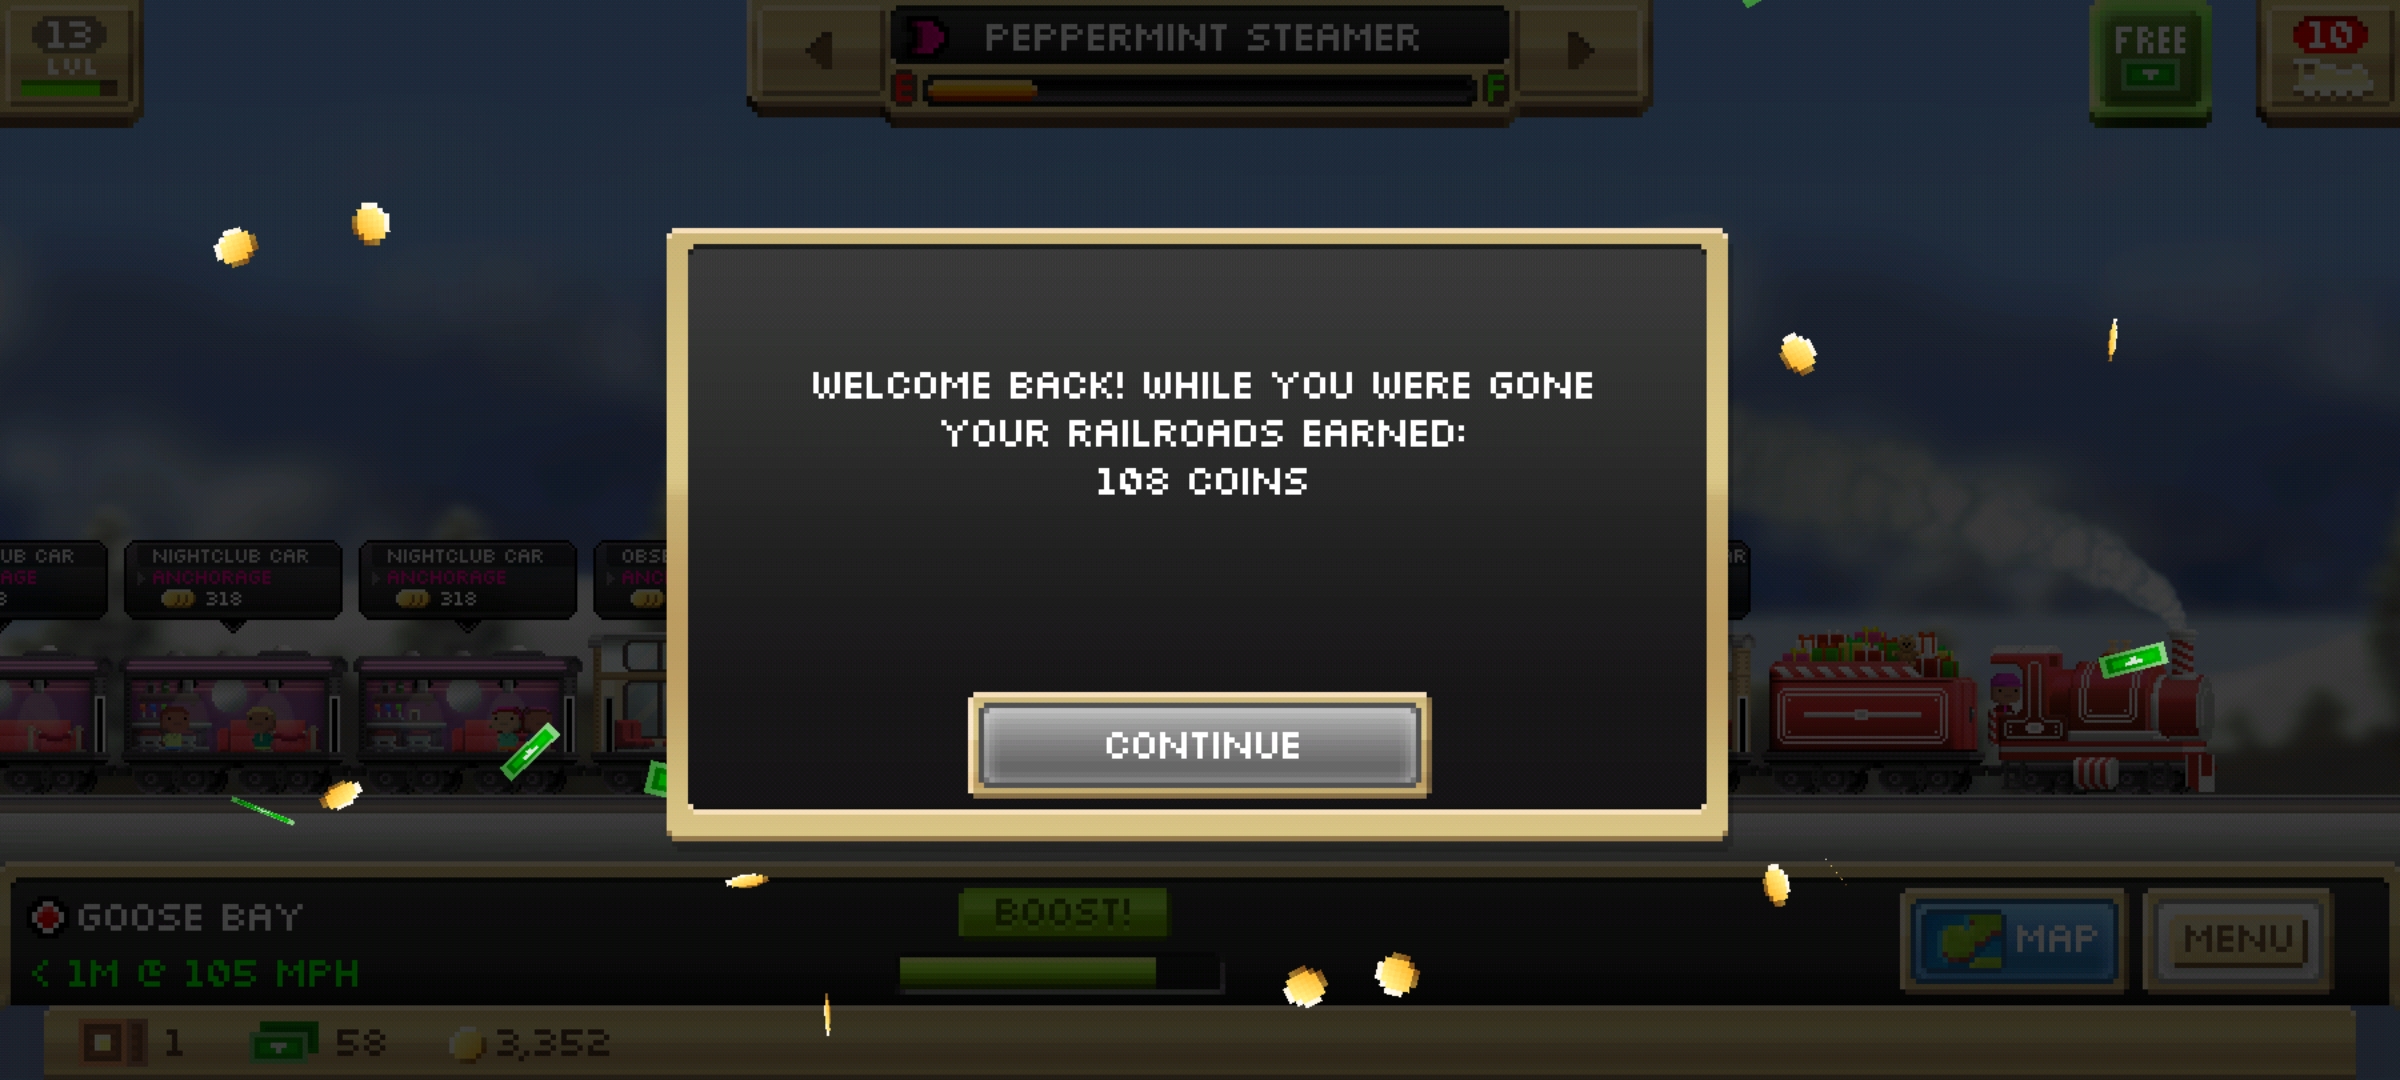 13
LVL
PEPPERMINT STEAMER
E
F
FREE
10
WELCOME BACK! WHILE YOU WERE GONE
YOUR RAILROADS EARNED:
108 COINS
CONTINUE
NIGHTCLUB CAR
ANCHORAGE
318
NIGHTCLUB CAR
ANCHORAGE
318
GOOSE BAY
< 1M @ 105 MPH
BOOST!
MAP
MENU
1
58
3,352